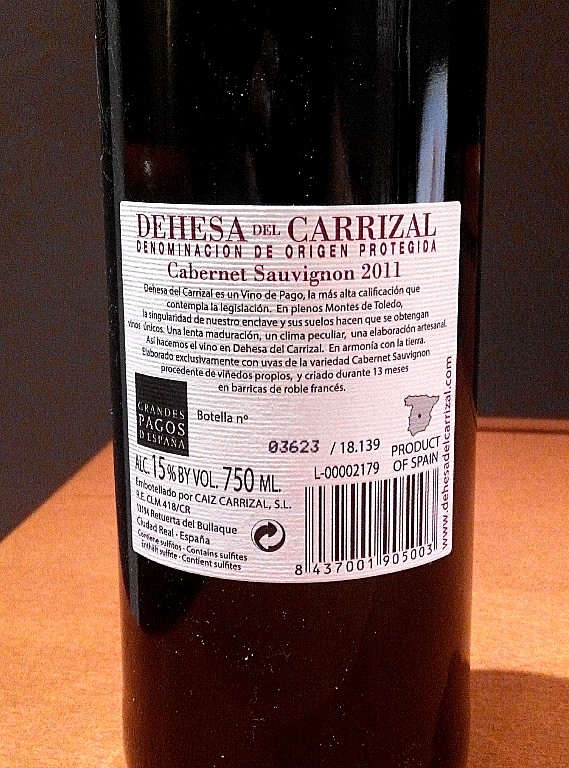 DEHESA DEL CARRIZAL
DENOMINACION DE ORIGEN PROTEGIDA
Cabernet Sauvignon 2011
Dehesa del Carrizal es un Vino de Pago, la más alta calificación que
contempla la legislación. En plenos Montes de Toledo,
la singularidad de nuestro enclave y sus suelos hacen que se obtengan
vinos únicos. Una lenta maduración, un clima peculiar, una elaboración artesanal.
Así hacemos el vino en Dehesa del Carrizal. En armonía con la tierra.
Elaborado exclusivamente con uvas de la variedad Cabernet Sauvignon
procedente de viñedos propios, y criado durante 13 meses
en barricas de roble francés.
GRANDES
PAGOS
D ESPAÑA
Botella nº
03623 / 18.139
L-00002179
PRODUCT
OF SPAIN
www.dehesadelcarrizal.com
ALC. 15% BY VOL. 750 ML.
Embotellado por CAIZ CARRIZAL, S.L.
R.E. CLM 418/CR
13194 Retuerta del Bullaque
Ciudad Real - España
Contiene sulfitos - Contains sulfites
Enthält sulfite - Contient sulfites
8 437001 905003